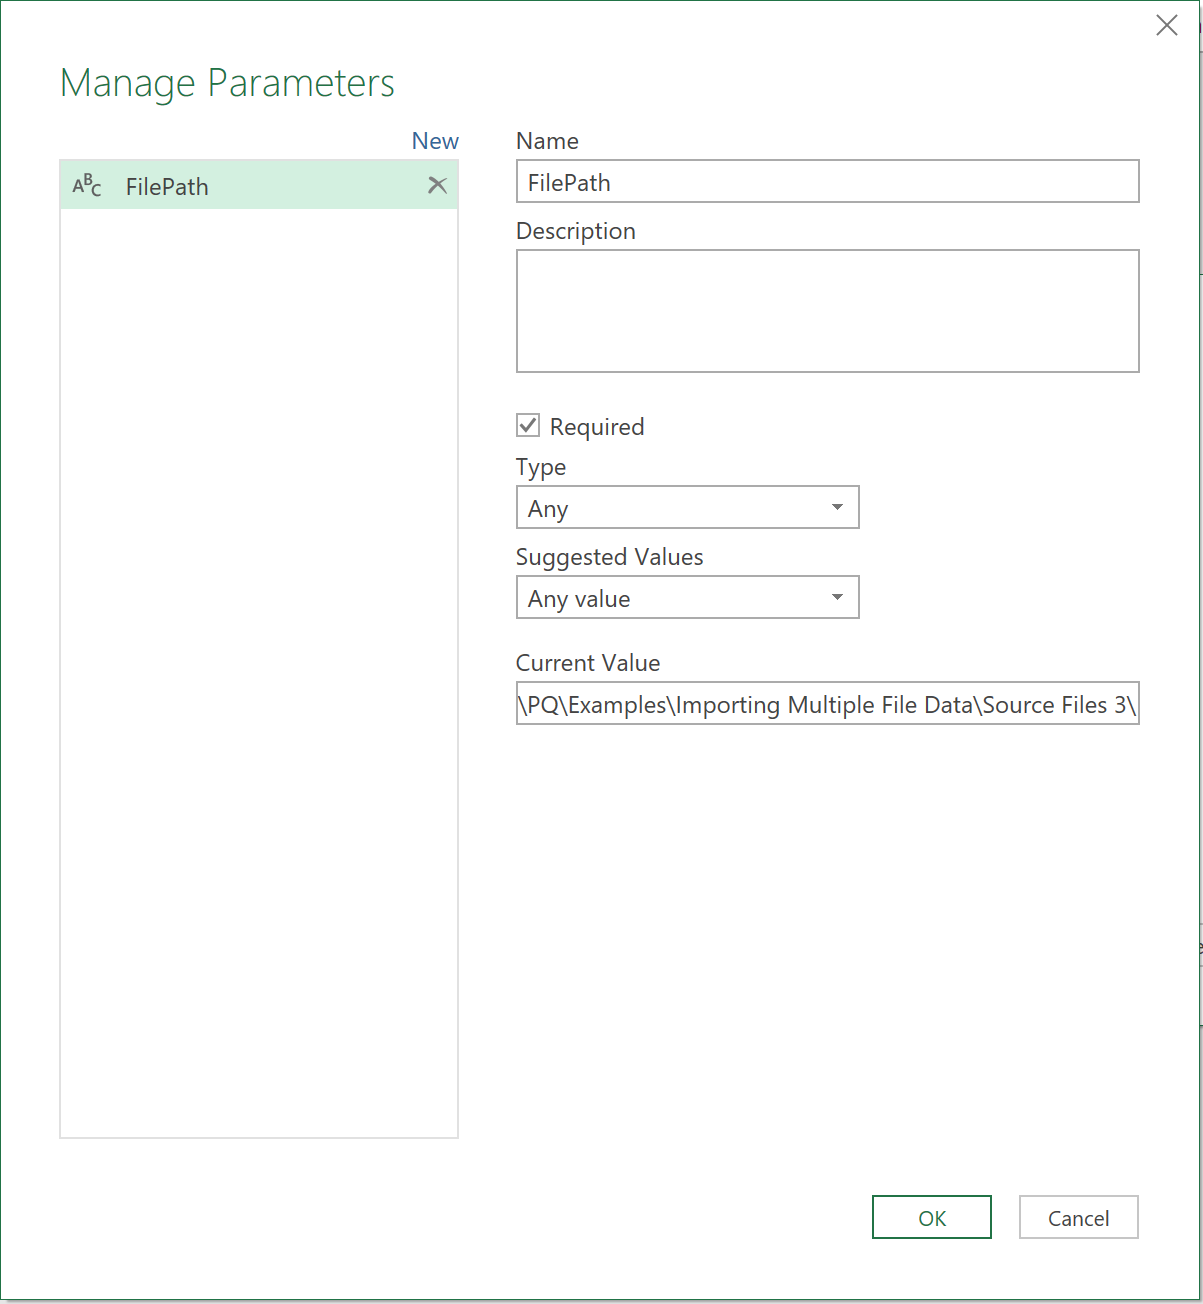 Manage Parameters
New
ABC FilePath
Name
FilePath
Description
Required
Type
Any
Suggested Values
Any value
Current Value
\PQ\Examples\Importing Multiple File Data\Source Files 3\
OK
Cancel